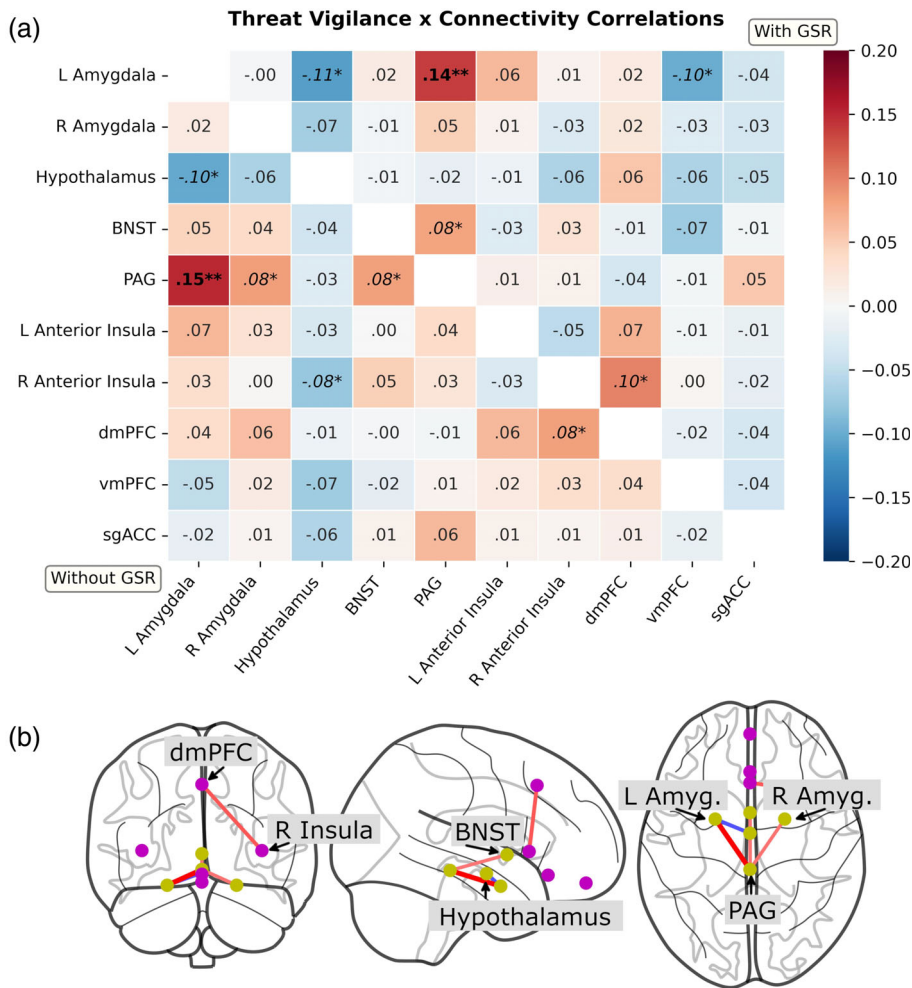 Threat Vigilance x Connectivity Correlations
(a)
With GSR
L Amygdala -.00 -.11* .02 .14** .06 .01 .02 -.10* -.04
R Amygdala .02 -.07 -.01 .05 .01 -.03 .02 -.03 -.03
Hypothalamus -.10* -.06 -.01 -.02 -.01 -.06 .06 -.06 -.05
BNST .05 .04 -.04 .08* -.03 .03 -.01 -.07 -.01
PAG .15** .08* -.03 .08* .01 .01 -.04 -.01 .05
L Anterior Insula .07 .03 -.03 .00 .04 -.05 .07 -.01 -.01
R Anterior Insula .03 .00 -.08* .05 .03 -.03 .10* .00 -.02
dmPFC .04 .06 -.01 -.00 -.01 .06 .08* -.02 -.04
vmPFC -.05 .02 -.07 -.02 .01 .02 .03 .04 -.04
sgACC -.02 .01 -.06 .01 .06 .01 .01 .01 -.02
Without GSR
L Amygdala
R Amygdala
Hypothalamus
BNST
PAG
L Anterior Insula
R Anterior Insula
dmPFC
vmPFC
sgACC
0.20
0.15
0.10
0.05
0.00
-0.05
-0.10
-0.15
-0.20
(b)
dmPFC
R Insula
BNST
Hypothalamus
L Amyg.
R Amyg.
PAG